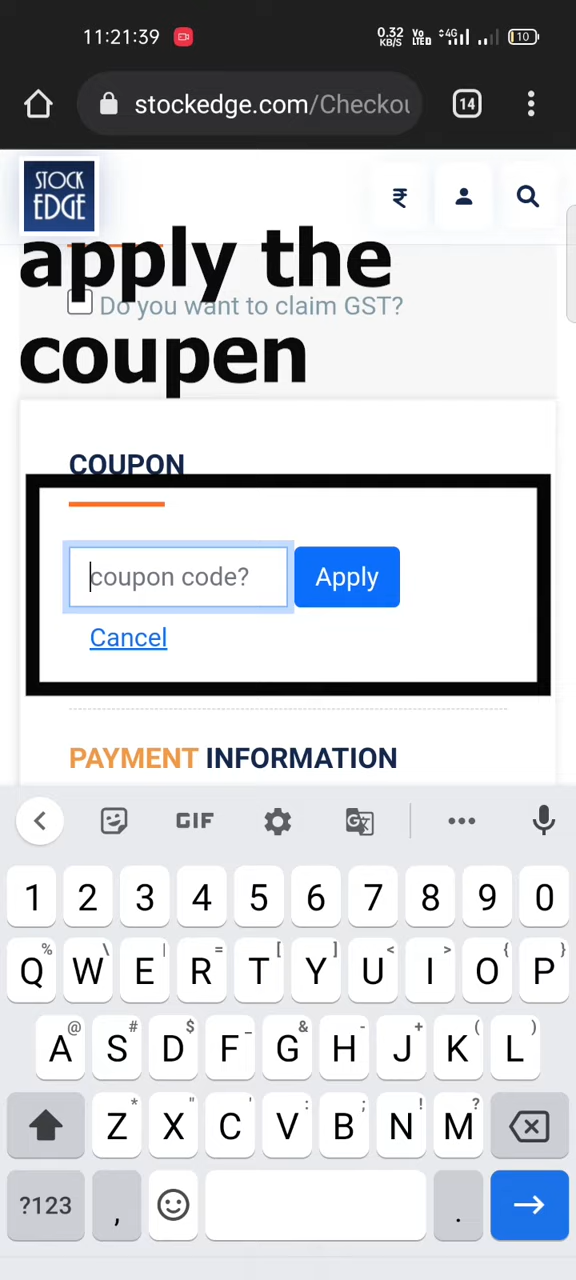 11:21:39 0.32 KB/S Vo LTED 4G 10
stockedge.com/Checkou 14
STOCK
EDGE
₹
apply the
Do you want to claim GST?
coupen
COUPON
coupon code? Apply
Cancel
PAYMENT INFORMATION
GIF
1 2 3 4 5 6 7 8 9 0
% \ | = [ ] < > { }
Q W E R T Y U I O P
@ # $ _ & - + ( )
A S D F G H J K L
* " ' : ; ! ?
Z X C V B N M
?123 , .